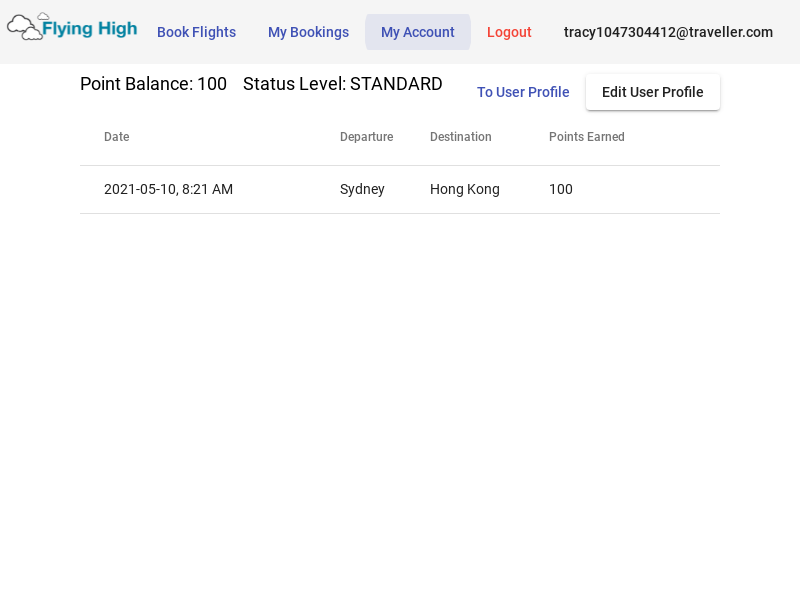 Flying High Book Flights My Bookings My Account Logout tracy1047304412@traveller.com
Point Balance: 100 Status Level: STANDARD To User Profile Edit User Profile
Date Departure Destination Points Earned
2021-05-10, 8:21 AM Sydney Hong Kong 100